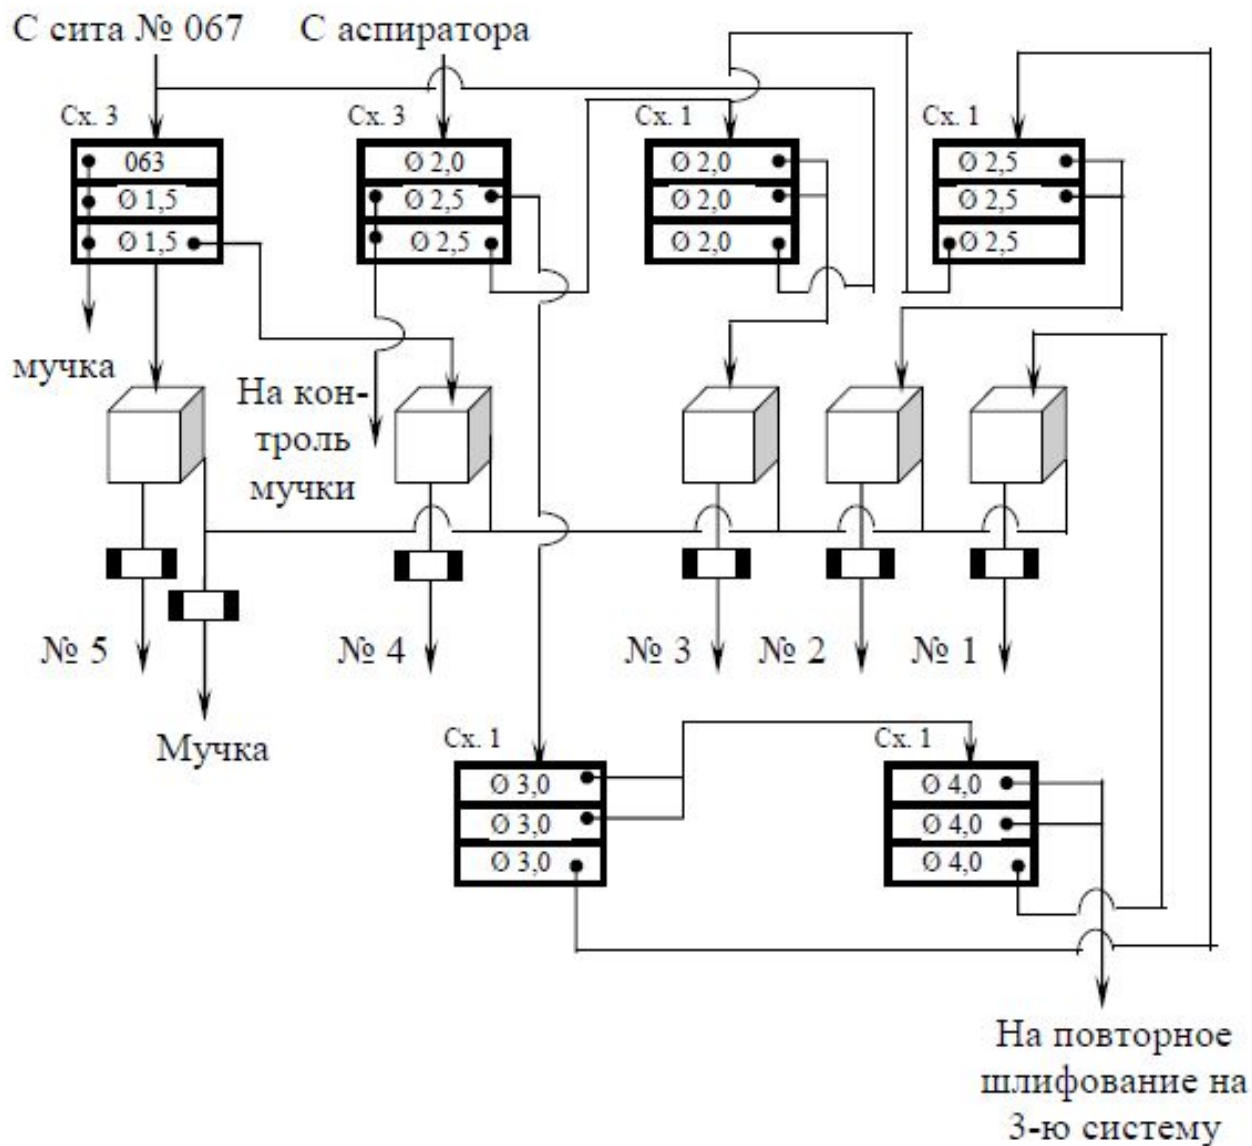 С сита № 067
С аспиратора
Сх. 3
Сх. 3
Сх. 1
Сх. 1
063
Ø 1,5
Ø 1,5
Ø 2,0
Ø 2,5
Ø 2,5
Ø 2,0
Ø 2,0
Ø 2,0
Ø 2,5
Ø 2,5
Ø 2,5
мучка
На кон-
троль
мучки
№ 5
№ 4
№ 3
№ 2
№ 1
Мучка
Сх. 1
Сх. 1
Ø 3,0
Ø 3,0
Ø 3,0
Ø 4,0
Ø 4,0
Ø 4,0
На повторное
шлифование на
3-ю систему